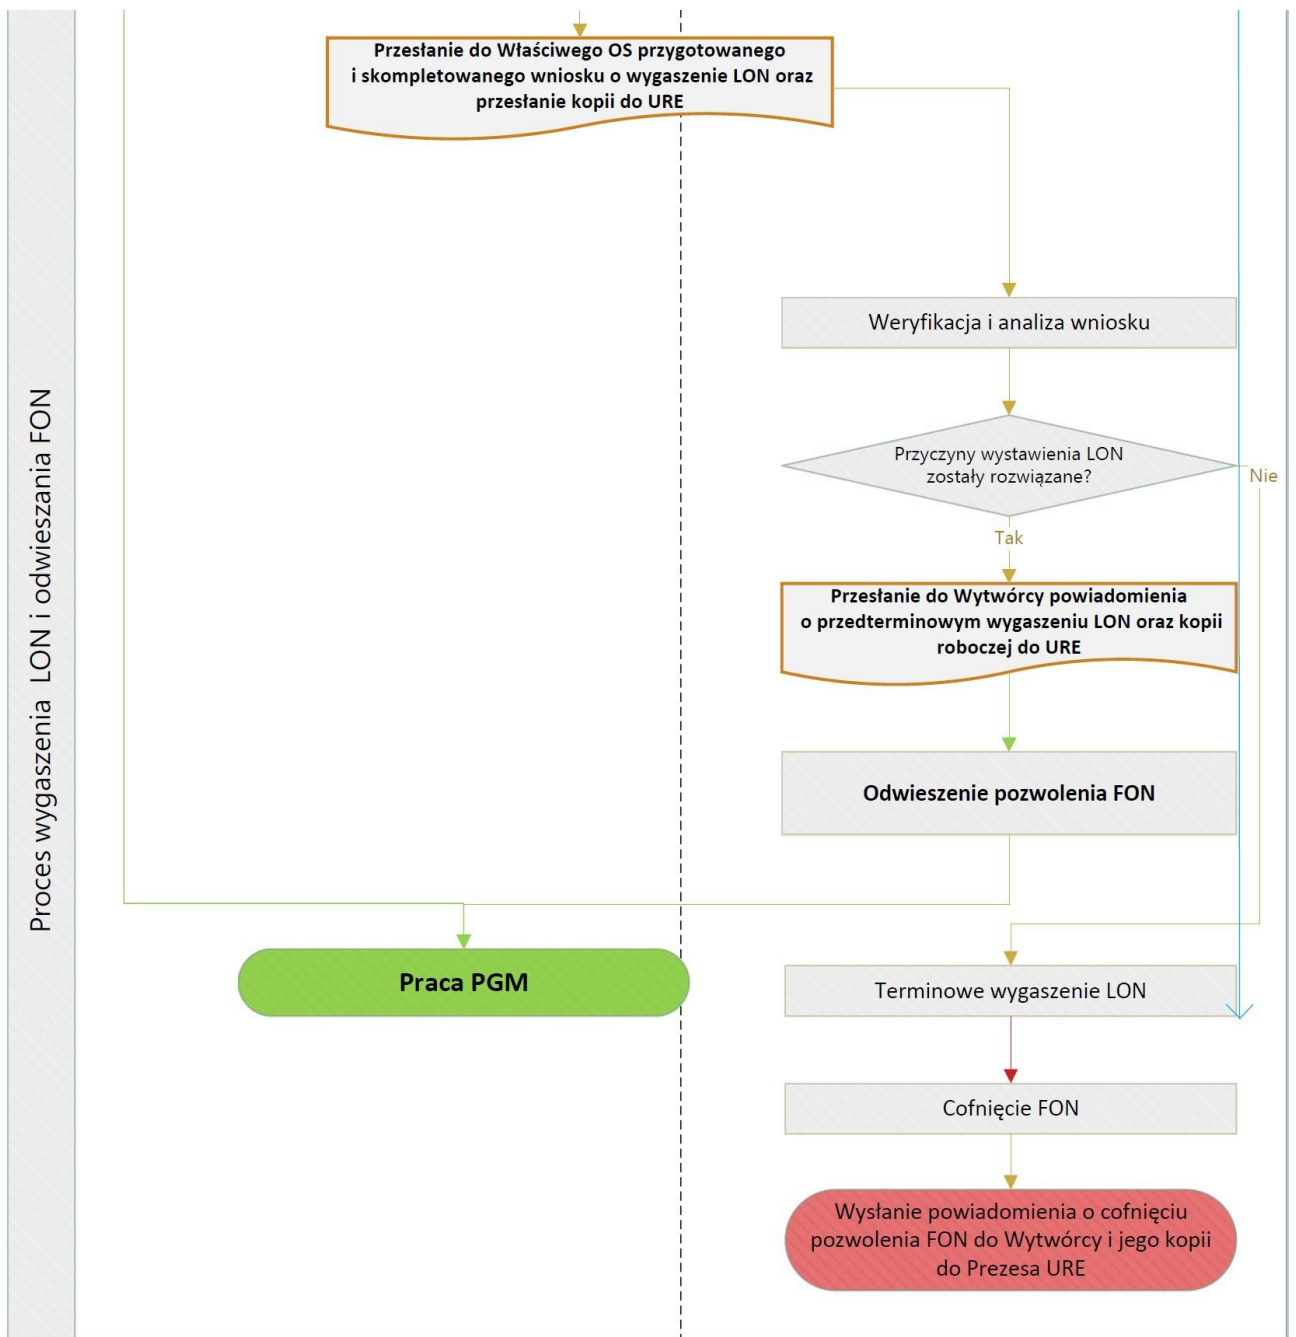 Proces wygaszenia LON i odwieszania FON
Przesłanie do Właściwego OS przygotowanego
i skompletowanego wniosku o wygaszenie LON oraz
przesłanie kopii do URE
Weryfikacja i analiza wniosku
Przyczyny wystawienia LON
zostały rozwiązane?
Nie
Tak
Przesłanie do Wytwórcy powiadomienia
o przedterminowym wygaszeniu LON oraz kopii
roboczej do URE
Odwieszenie pozwolenia FON
Praca PGM
Terminowe wygaszenie LON
Cofnięcie FON
Wysłanie powiadomienia o cofnięciu
pozwolenia FON do Wytwórcy i jego kopii
do Prezesa URE